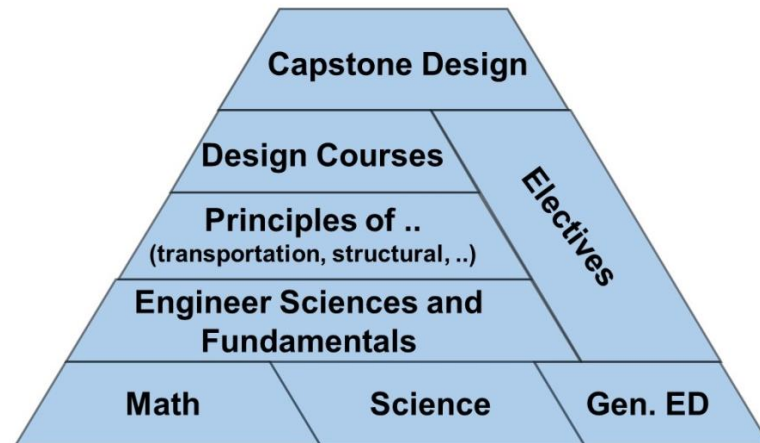 Capstone Design
Design Courses
Electives
Principles of ..
(transportation, structural, ..)
Engineer Sciences and
Fundamentals
Math
Science
Gen. ED